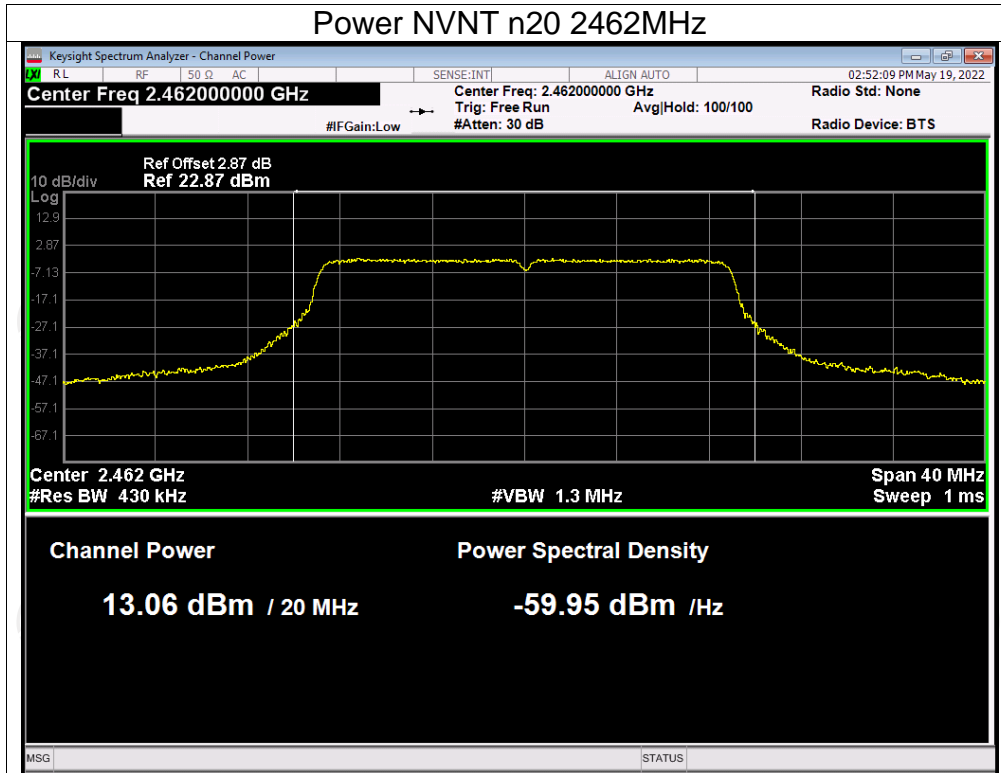 Power NVNT n20 2462MHz
Keysight Spectrum Analyzer - Channel Power
LXI RL RF 50 Ω AC SENSE:INT ALIGN AUTO 02:52:09 PM May 19, 2022
Center Freq 2.462000000 GHz Center Freq: 2.462000000 GHz Radio Std: None
Trig: Free Run Avg|Hold: 100/100
#IFGain:Low #Atten: 30 dB Radio Device: BTS
Ref Offset 2.87 dB
10 dB/div Ref 22.87 dBm
Log
12.9
2.87
-7.13
-17.1
-27.1
-37.1
-47.1
-57.1
-67.1
Center 2.462 GHz Span 40 MHz
#Res BW 430 kHz #VBW 1.3 MHz Sweep 1 ms
Channel Power Power Spectral Density
13.06 dBm / 20 MHz -59.95 dBm /Hz
MSG STATUS